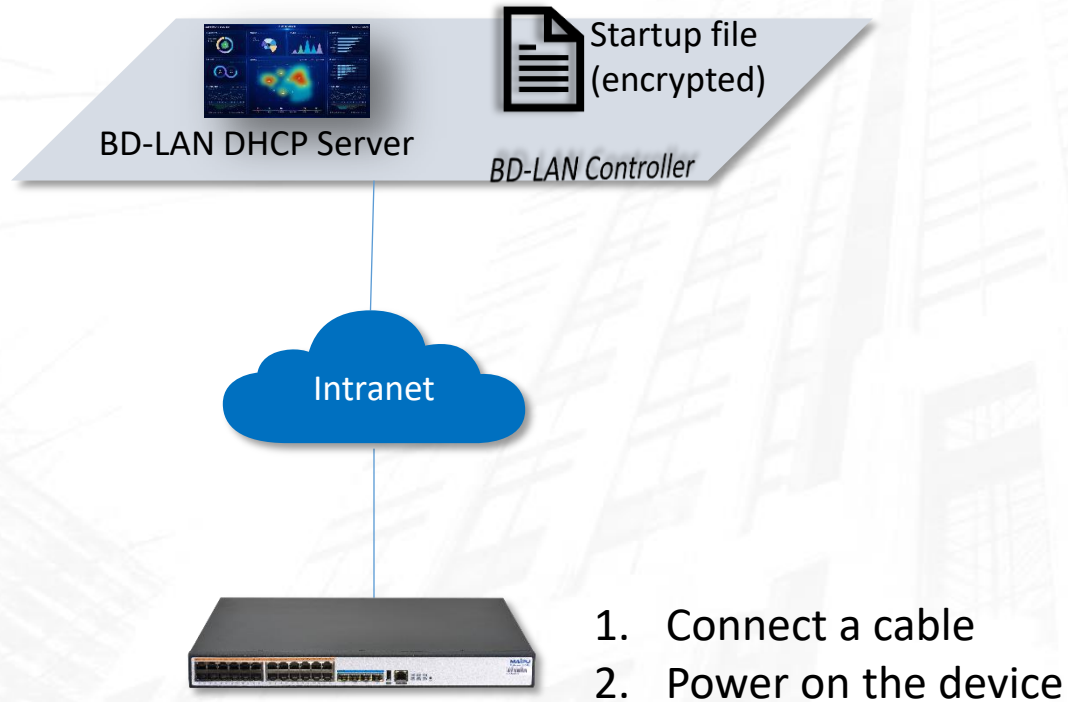 Startup file
(encrypted)
BD-LAN DHCP Server
BD-LAN Controller
Intranet
MAIPU
1. Connect a cable
2. Power on the device